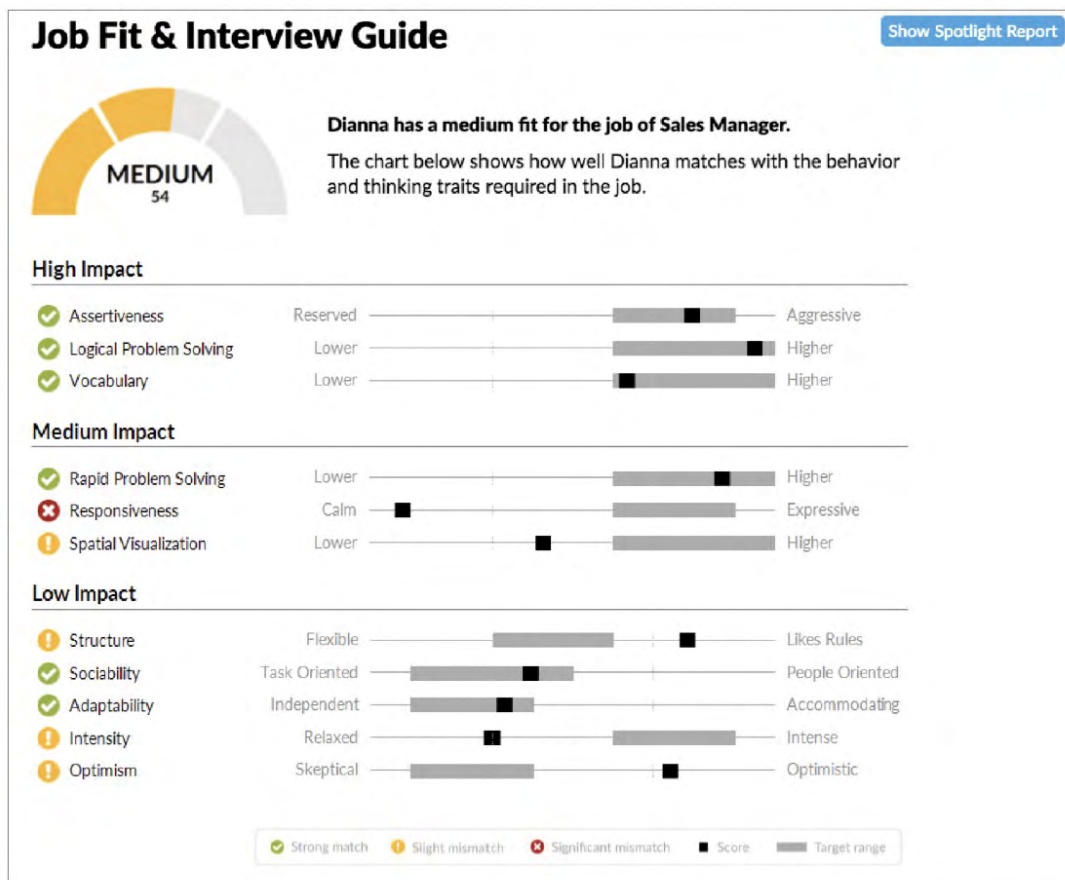 Job Fit & Interview Guide
Show Spotlight Report
MEDIUM
54
Dianna has a medium fit for the job of Sales Manager.
The chart below shows how well Dianna matches with the behavior
and thinking traits required in the job.
High Impact
Assertiveness Reserved Aggressive
Logical Problem Solving Lower Higher
Vocabulary Lower Higher
Medium Impact
Rapid Problem Solving Lower Higher
Responsiveness Calm Expressive
Spatial Visualization Lower Higher
Low Impact
Structure Flexible Likes Rules
Sociability Task Oriented People Oriented
Adaptability Independent Accommodating
Intensity Relaxed Intense
Optimism Skeptical Optimistic
Strong match Slight mismatch Significant mismatch Score Target range